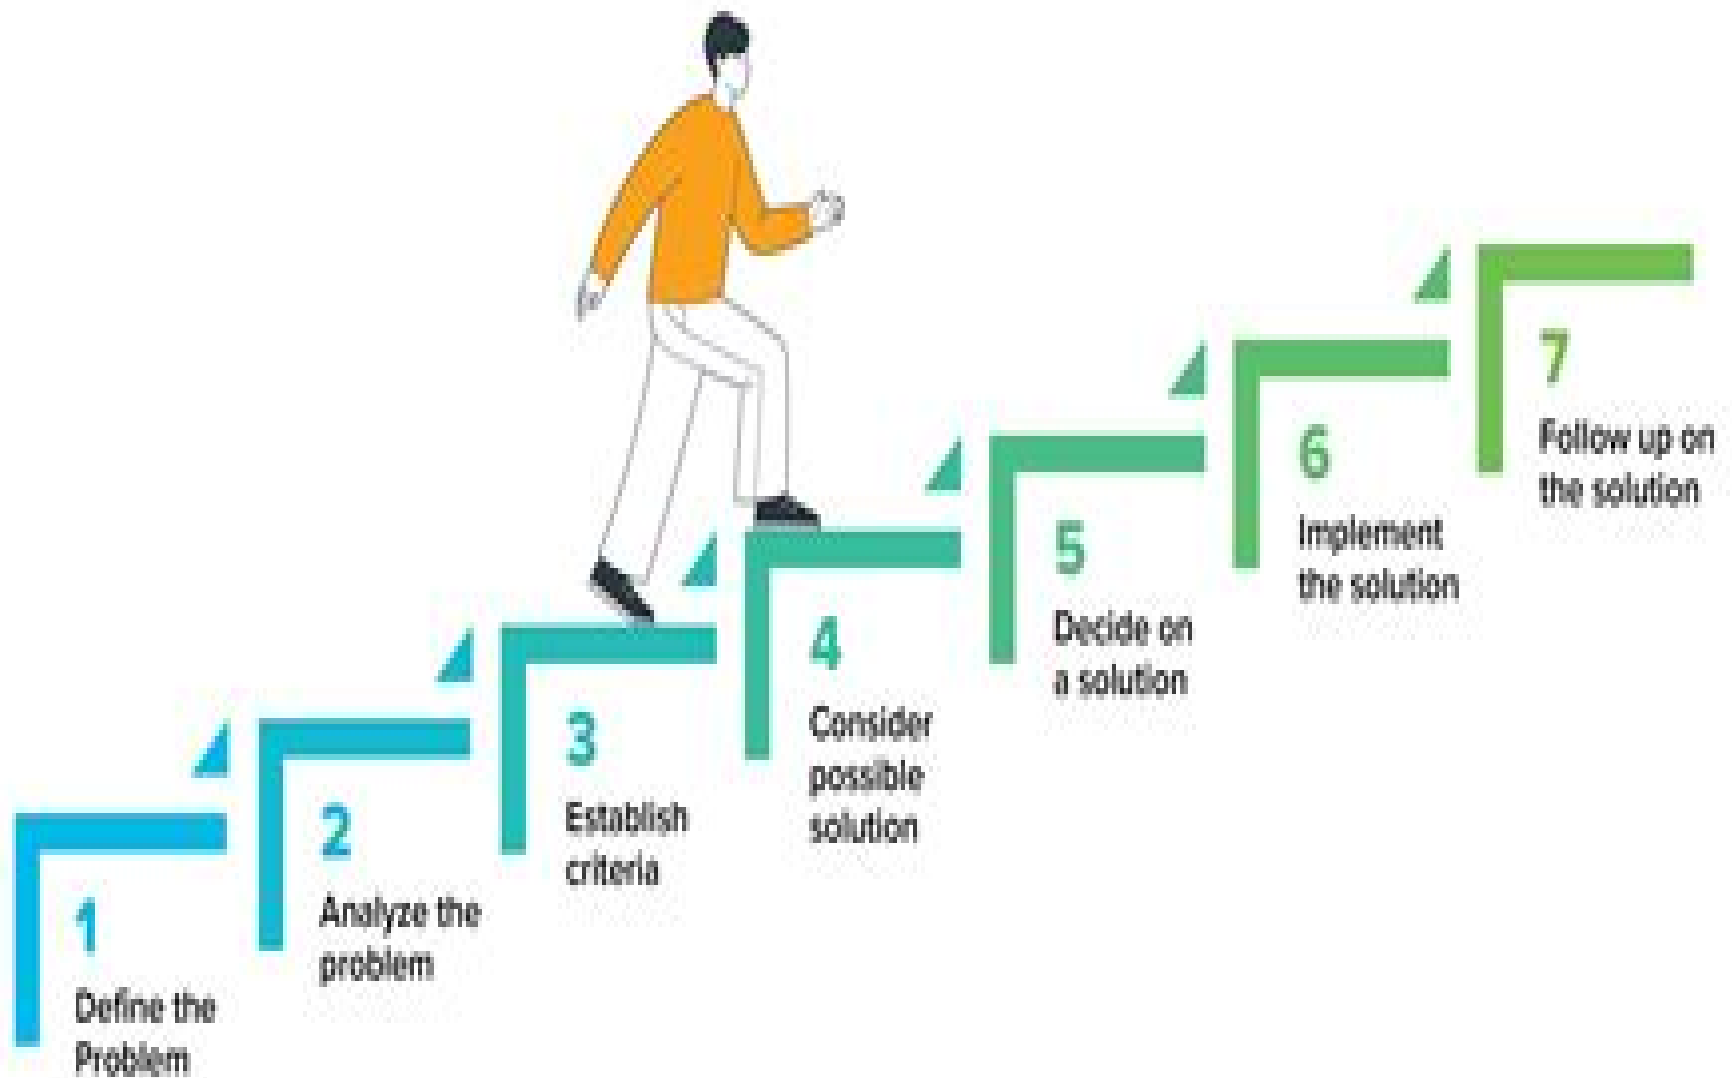 1
Define the
Problem
2
Analyze the
problem
3
Establish
criteria
4
Consider
possible
solution
5
Decide on
a solution
6
Implement
the solution
7
Follow up on
the solution